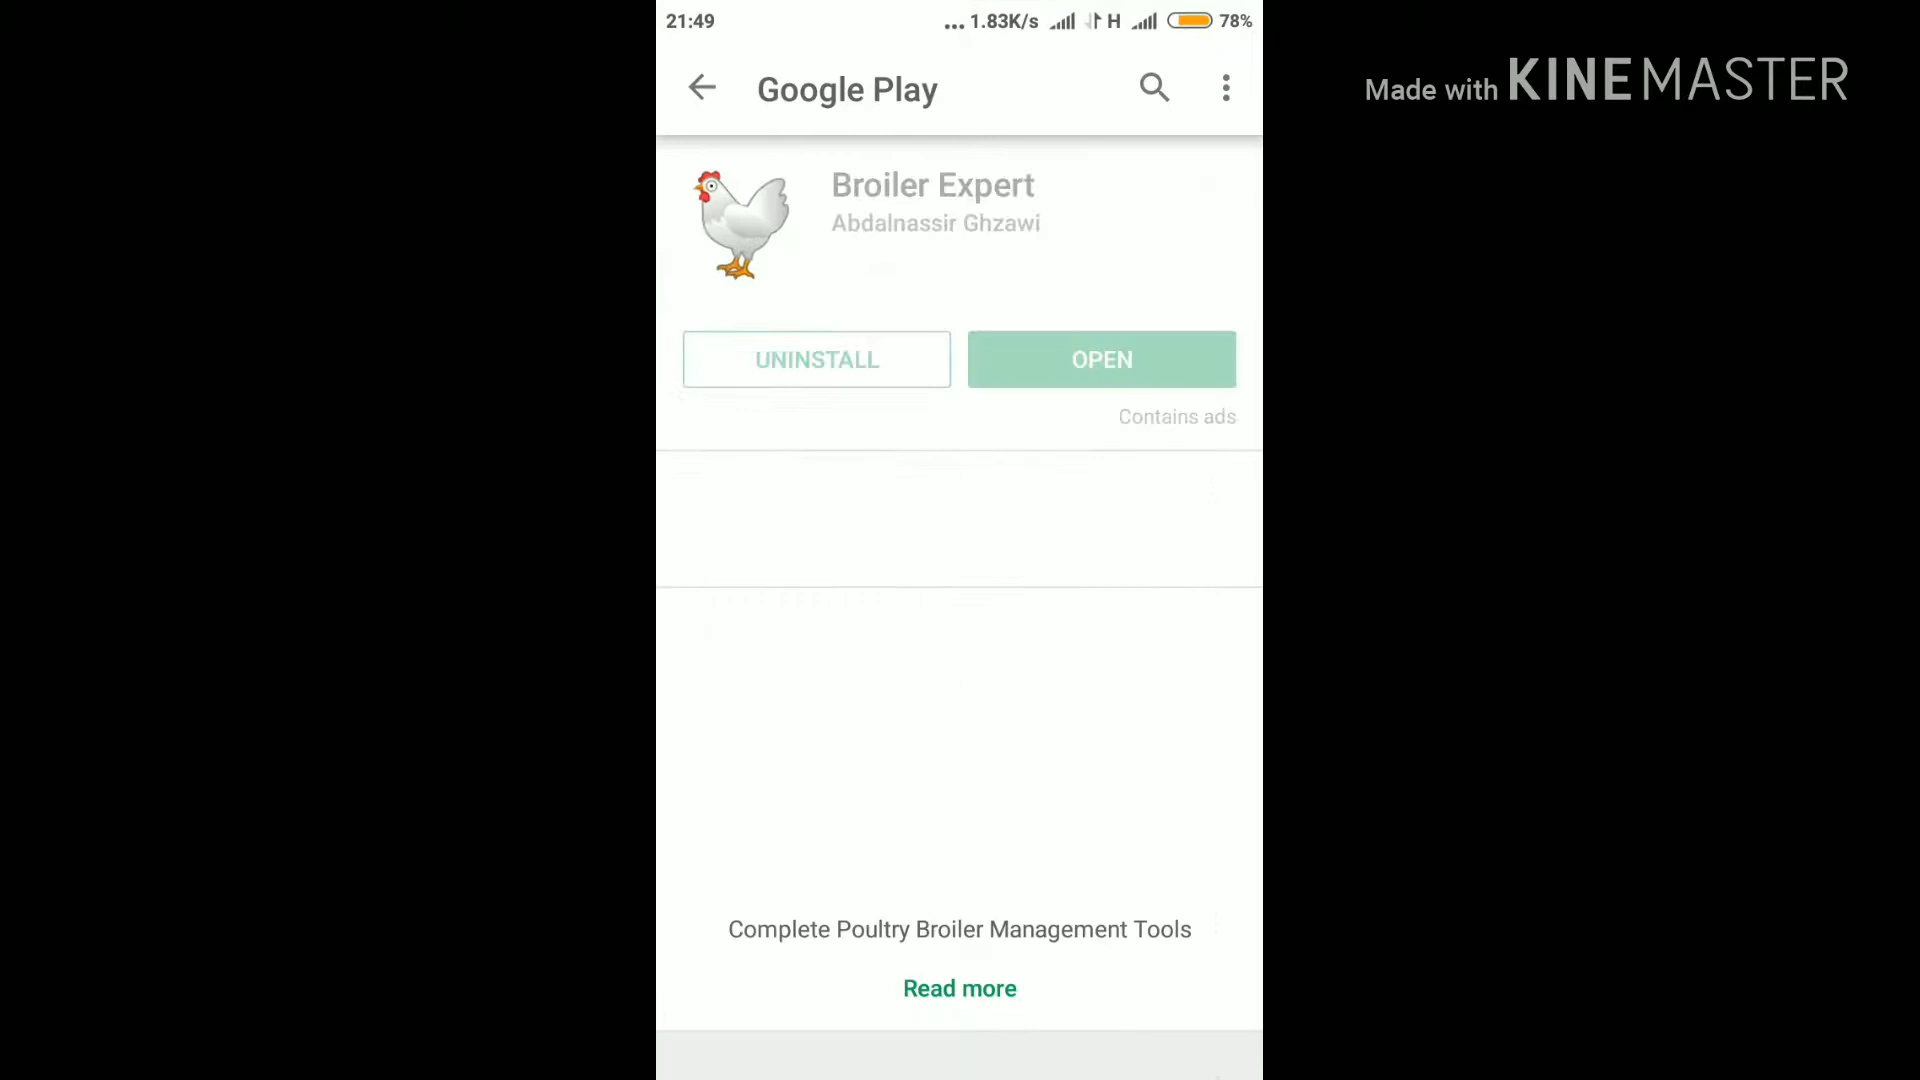 21:49
... 1.83K/s H 78%
Made with KINEMASTER
Google Play
Broiler Expert
Abdalnassir Ghzawi
UNINSTALL
OPEN
Contains ads
Complete Poultry Broiler Management Tools
Read more